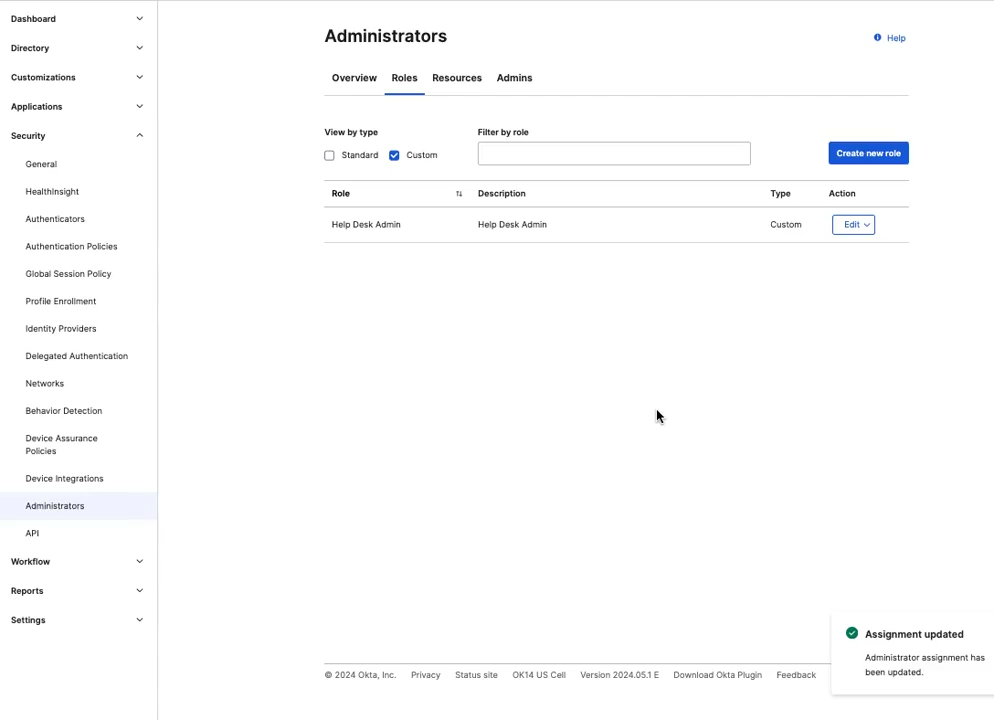 Dashboard
Directory
Customizations
Applications
Security
General
HealthInsight
Authenticators
Authentication Policies
Global Session Policy
Profile Enrollment
Identity Providers
Delegated Authentication
Networks
Behavior Detection
Device Assurance
Policies
Device Integrations
Administrators
API
Workflow
Reports
Settings
Administrators
Help
Overview Roles Resources Admins
View by type
Standard Custom
Filter by role
Create new role
Role Description Type Action
Help Desk Admin Help Desk Admin Custom Edit
Assignment updated
Administrator assignment has
been updated.
© 2024 Okta, Inc. Privacy Status site OK14 US Cell Version 2024.05.1 E Download Okta Plugin Feedback